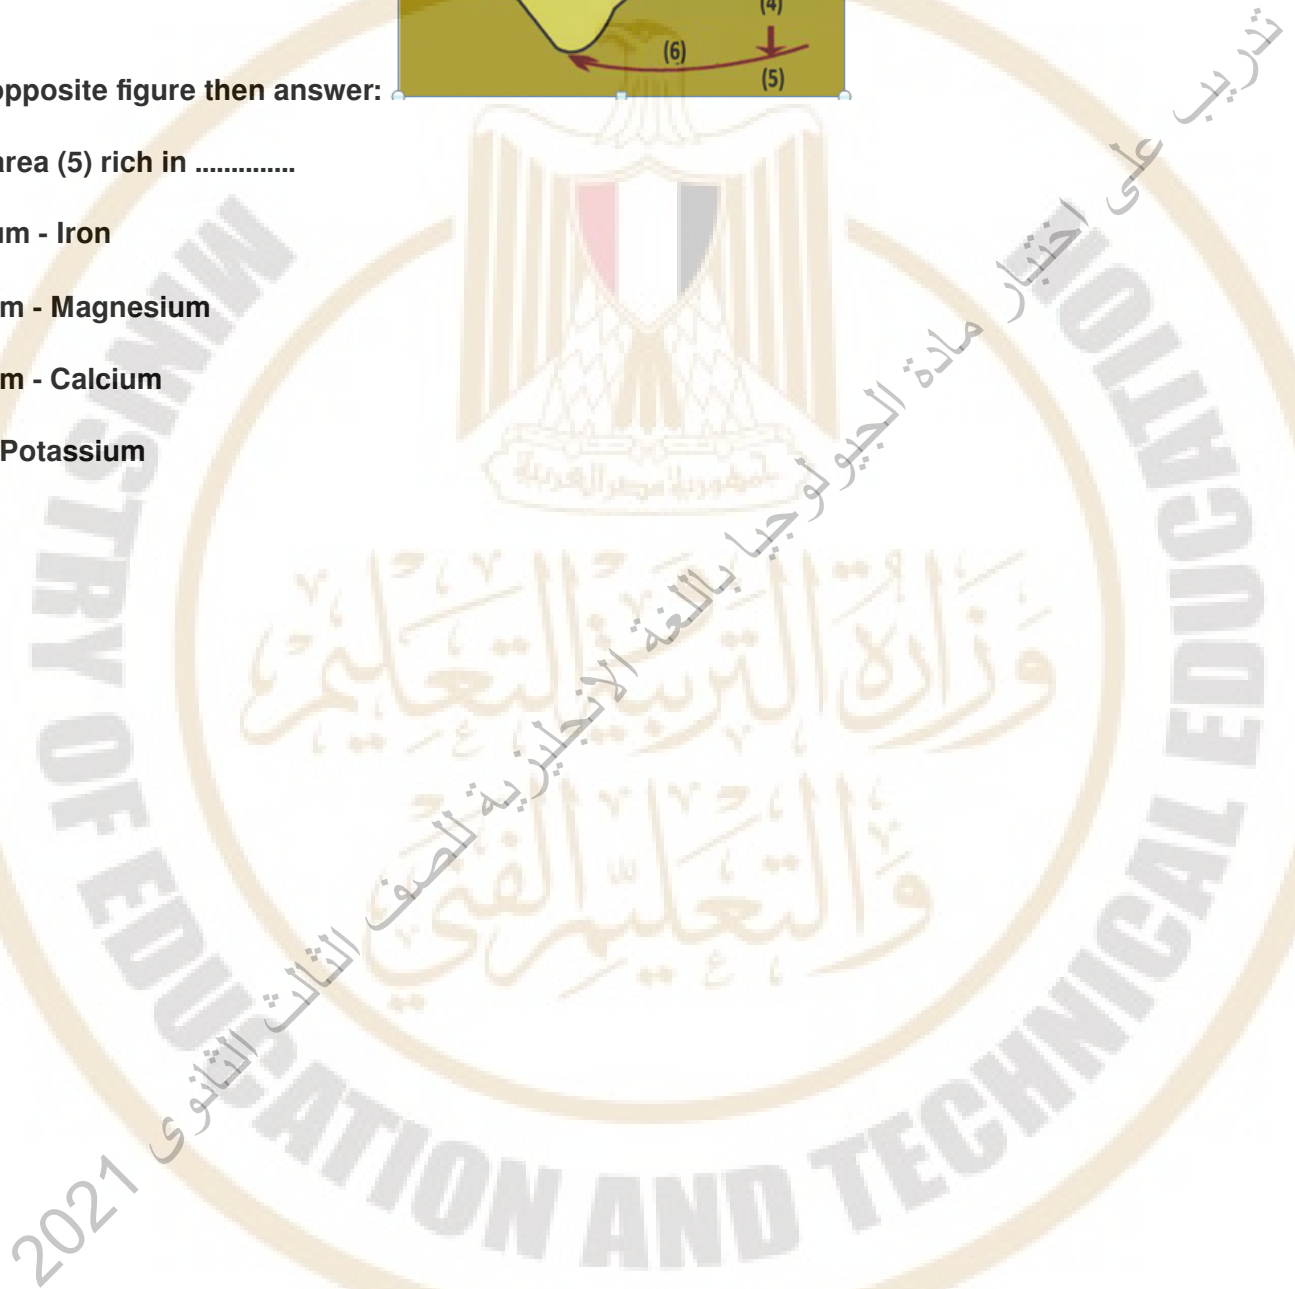 (4)
(6)
(5)
opposite figure then answer:
area (5) rich in ..............
um - Iron
m - Magnesium
m - Calcium
Potassium
جمهورية مصر العربية
وزارة التربية والتعليم
والتعليم الفني
MINISTRY OF EDUCATION AND TECHNICAL EDUCATION
تدريب على اختبار مادة الجيولوجيا باللغة الانجليزية للصف الثالث الثانوى 2021